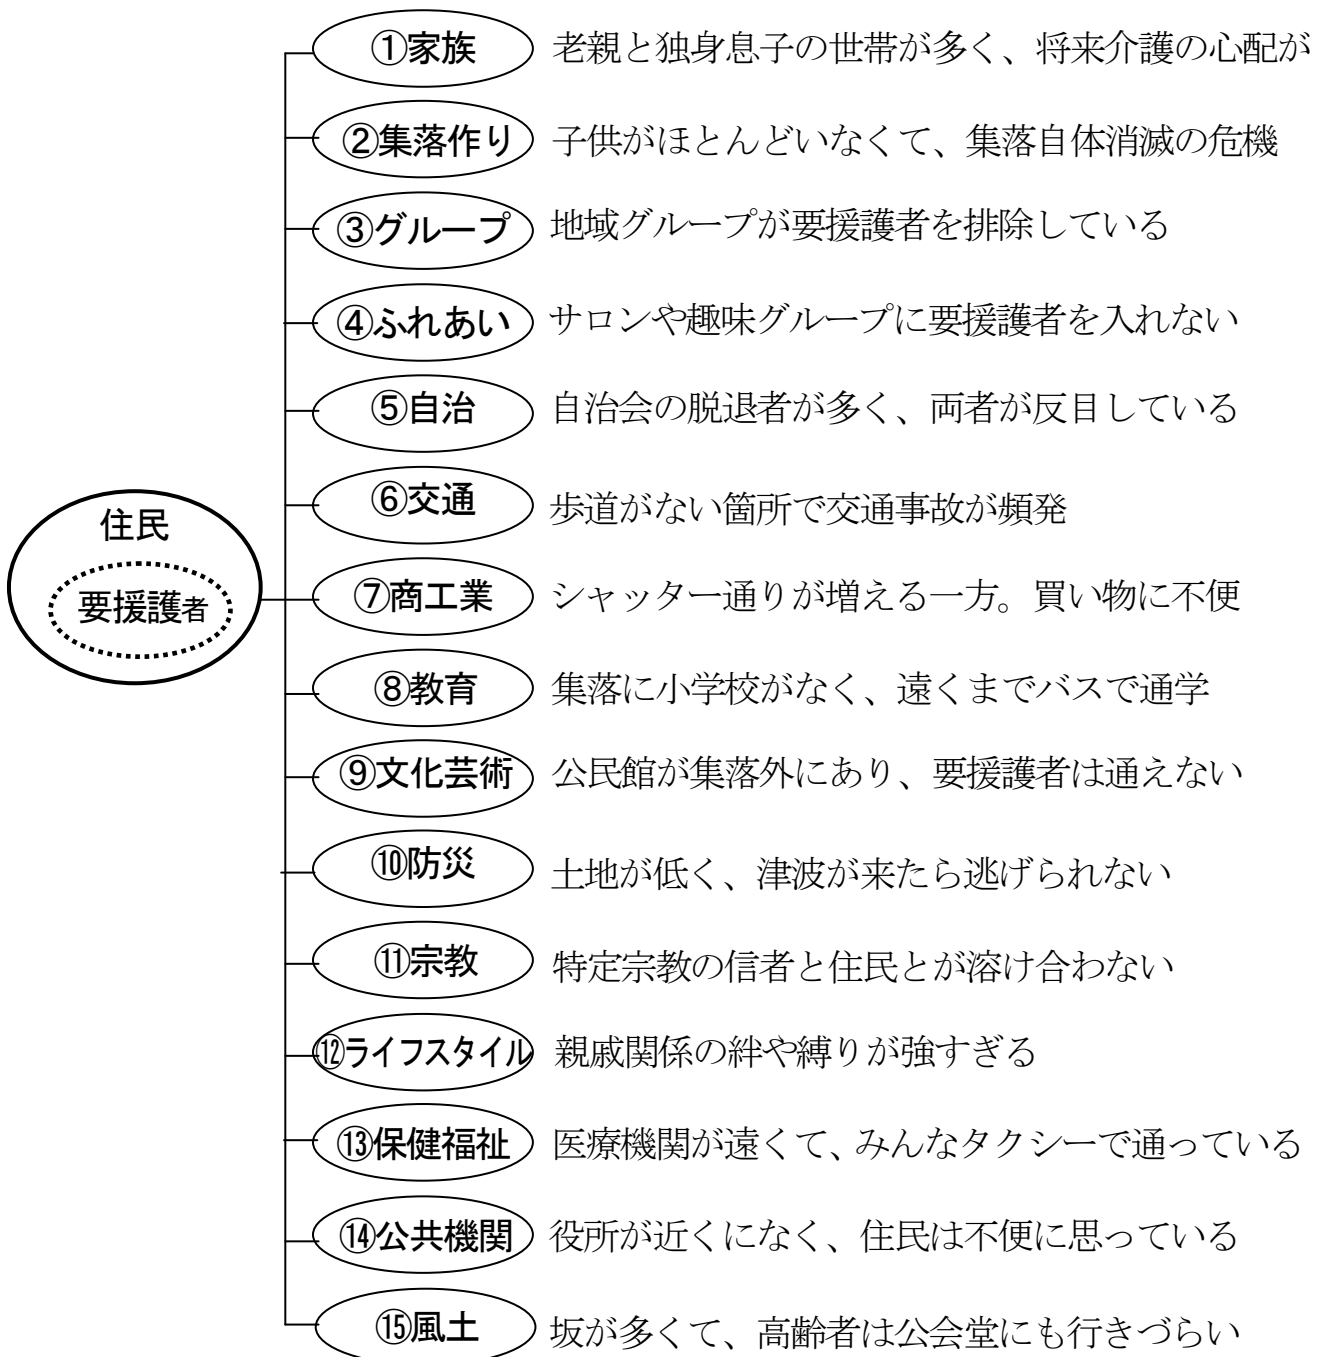 ①家族 老親と独身息子の世帯が多く、将来介護の心配が
②集落作り 子供がほとんどいなくて、集落自体消滅の危機
③グループ 地域グループが要援護者を排除している
④ふれあい サロンや趣味グループに要援護者を入れない
⑤自治 自治会の脱退者が多く、両者が反目している
⑥交通 歩道がない箇所で交通事故が頻発
住民
要援護者
⑦商工業 シャッター通りが増える一方。買い物に不便
⑧教育 集落に小学校がなく、遠くまでバスで通学
⑨文化芸術 公民館が集落外にあり、要援護者は通えない
⑩防災 土地が低く、津波が来たら逃げられない
⑪宗教 特定宗教の信者と住民とが溶け合わない
⑫ライフスタイル 親戚関係の絆や縛りが強すぎる
⑬保健福祉 医療機関が遠くて、みんなタクシーで通っている
⑭公共機関 役所が近くになく、住民は不便に思っている
⑮風土 坂が多くて、高齢者は公会堂にも行きづらい